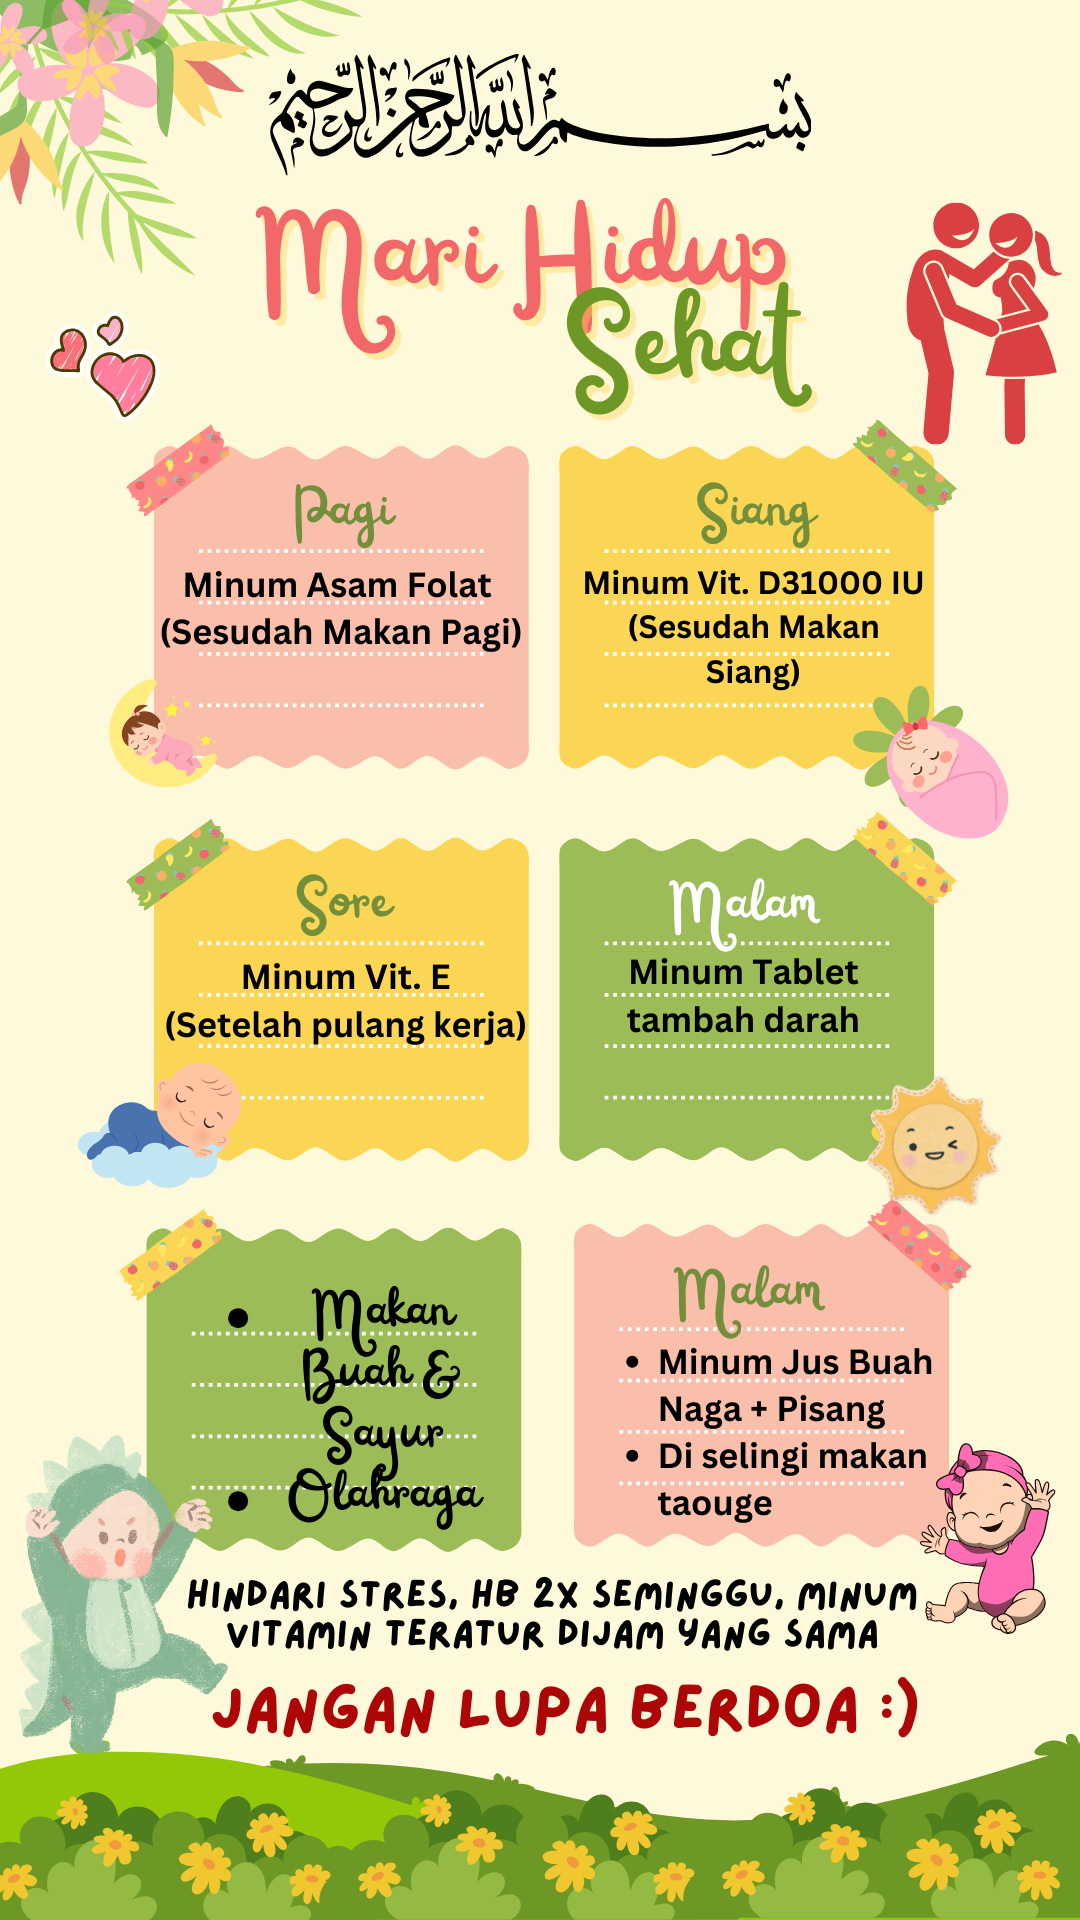 بسم الله الرحمن الرحيم
Mari Hidup
Sehat
Pagi
Minum Asam Folat
(Sesudah Makan Pagi)
Siang
Minum Vit. D31000 IU
(Sesudah Makan
Siang)
Sore
Minum Vit. E
(Setelah pulang kerja)
Malam
Minum Tablet
tambah darah
• Makan
Buah &
Sayur
• Olahraga
Malam
• Minum Jus Buah
Naga + Pisang
• Di selingi makan
taouge
HINDARI STRES, HB 2X SEMINGGU, MINUM
VITAMIN TERATUR DIJAM YANG SAMA
JANGAN LUPA BERDOA :)